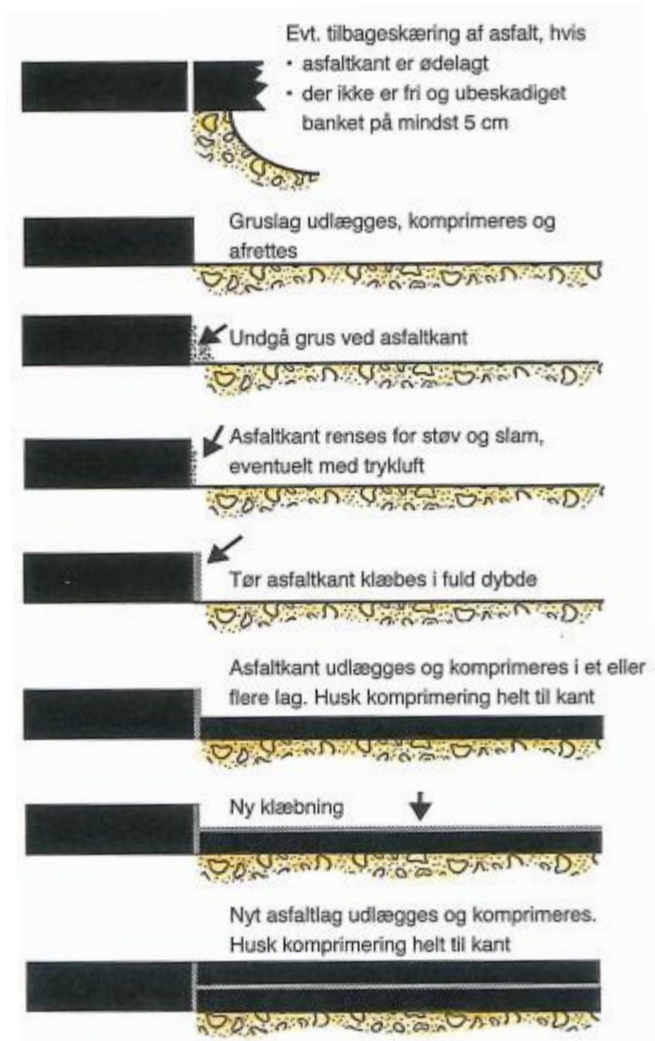 Evt. tilbageskæring af asfalt, hvis
• asfaltkant er ødelagt
• der ikke er fri og ubeskadiget
banket på mindst 5 cm
Gruslag udlægges, komprimeres og
afrettes
Undgå grus ved asfaltkant
Asfaltkant renses for støv og slam,
eventuelt med trykluft
Tør asfaltkant klæbes i fuld dybde
Asfaltkant udlægges og komprimeres i et eller
flere lag. Husk komprimering helt til kant
Ny klæbning
Nyt asfaltlag udlægges og komprimeres.
Husk komprimering helt til kant